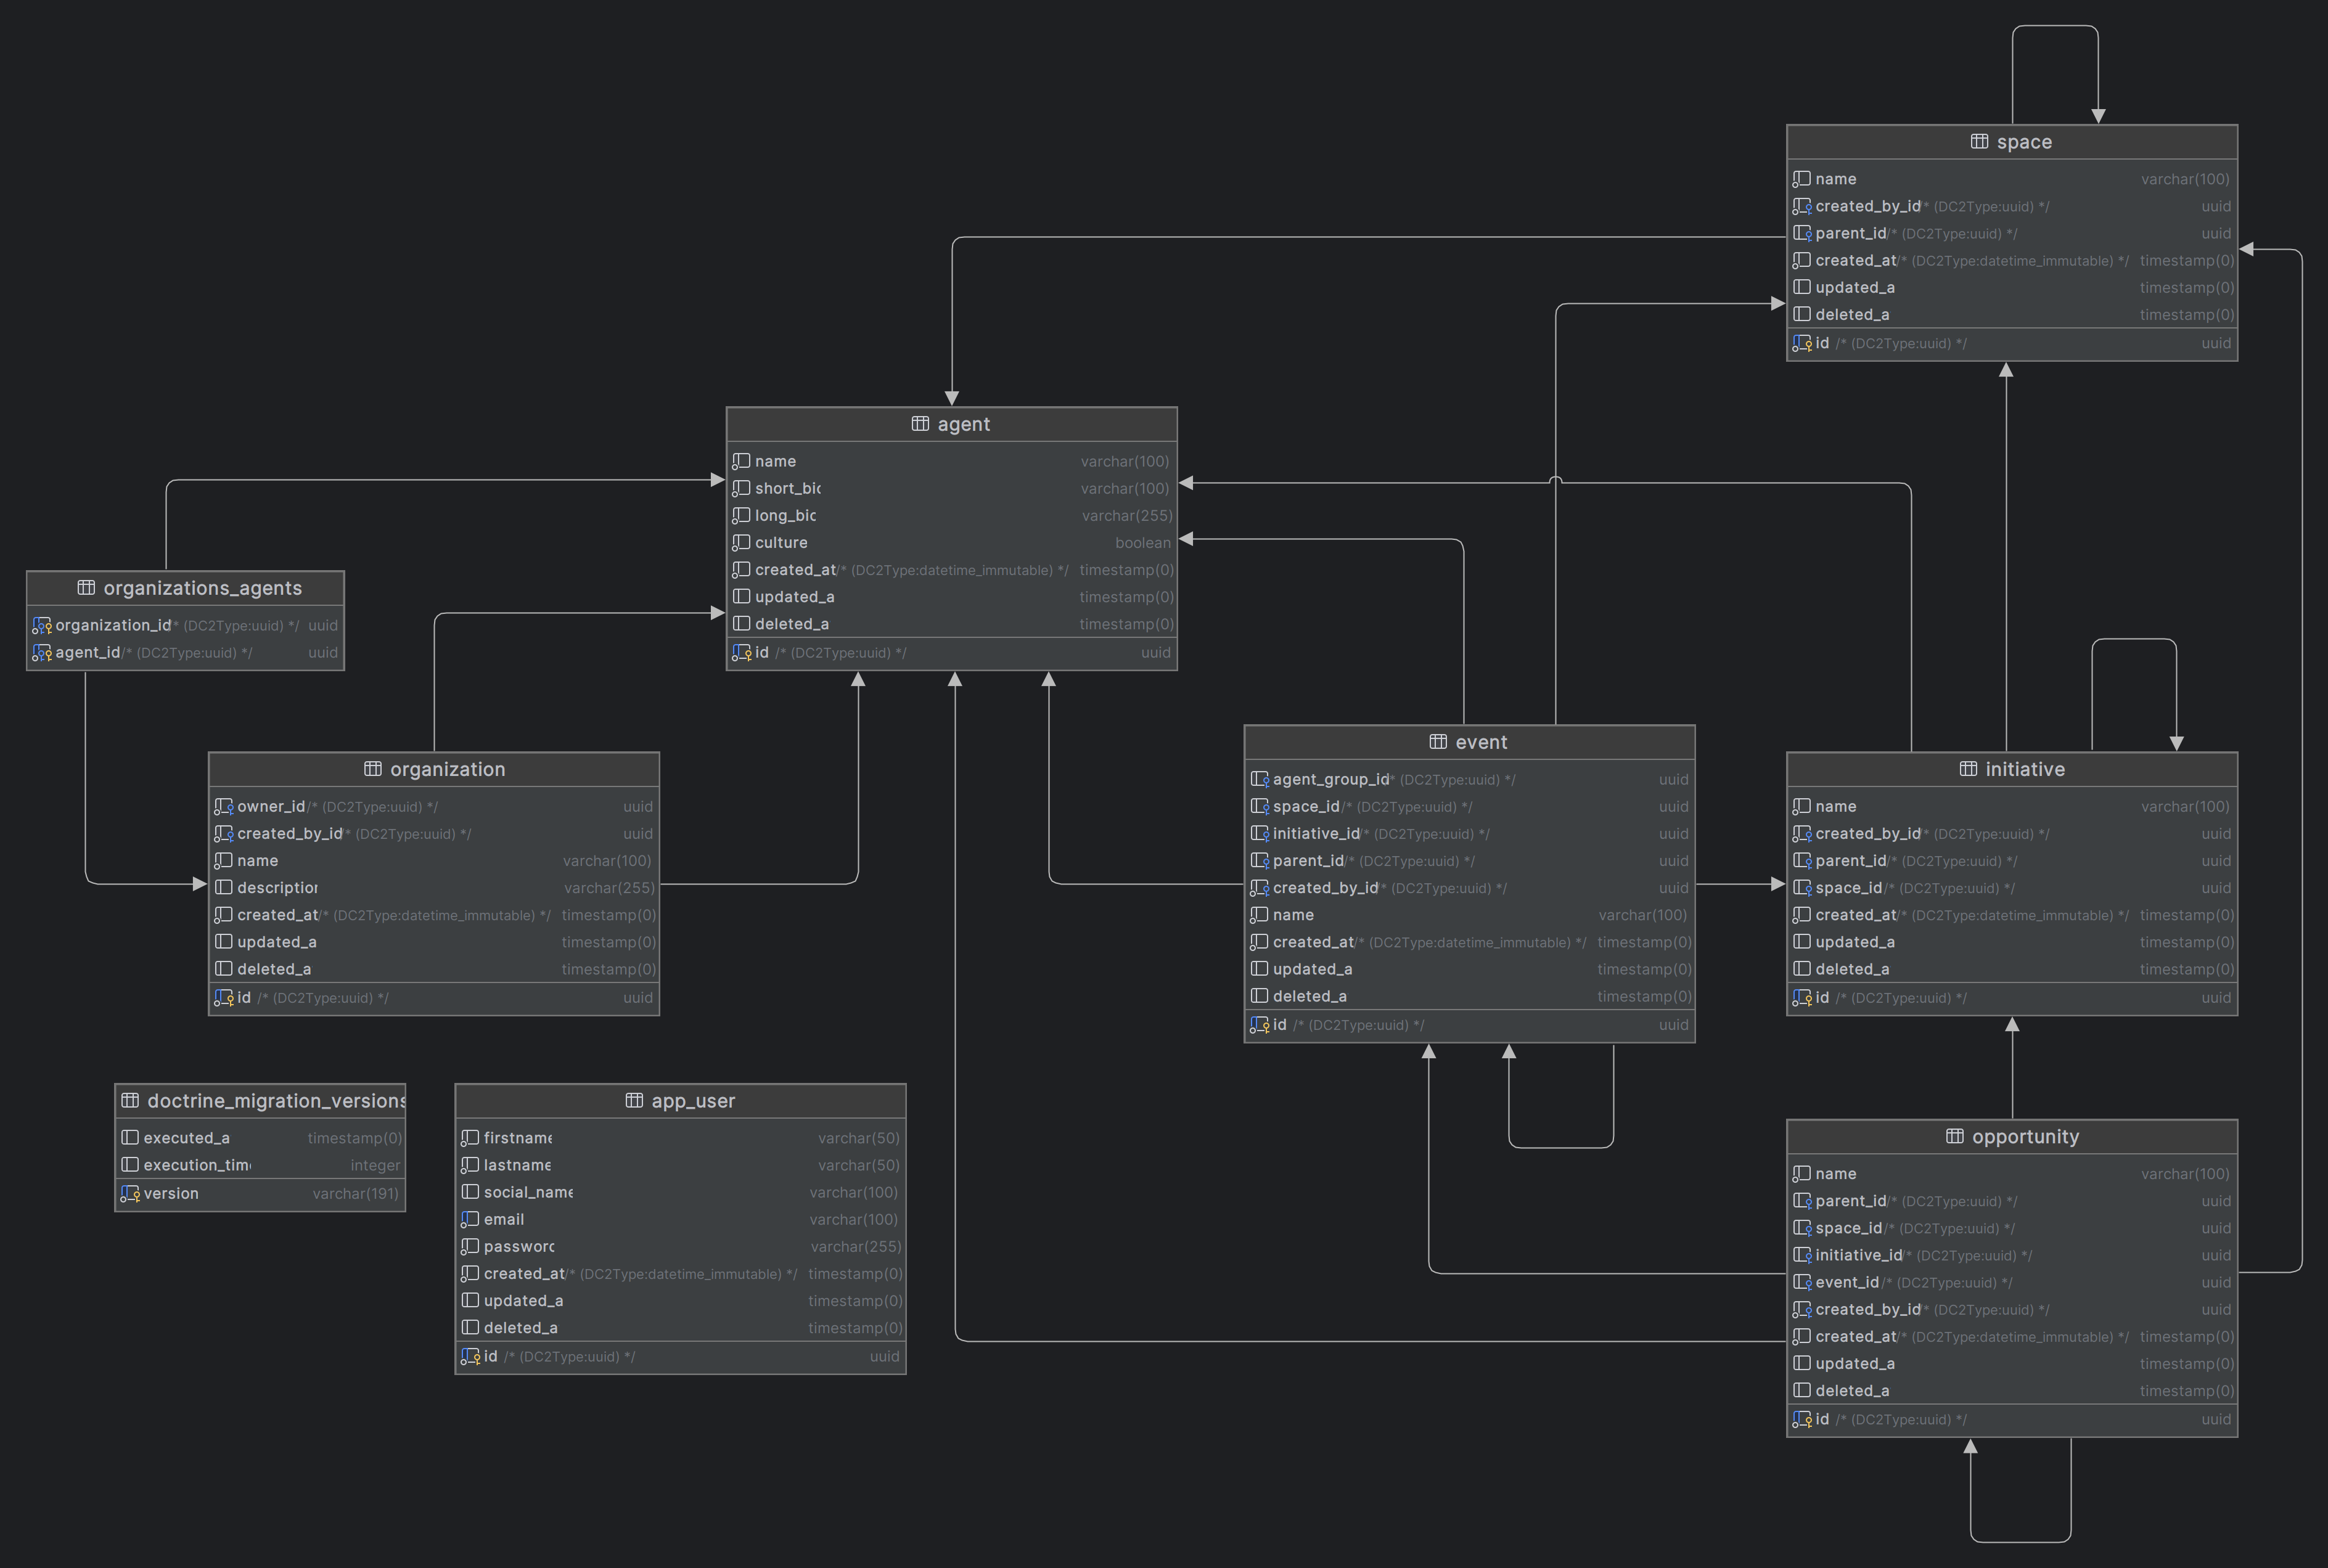 space
name varchar(100)
created_by_id /* (DC2Type:uuid) */ uuid
parent_id /* (DC2Type:uuid) */ uuid
created_at /* (DC2Type:datetime_immutable) */ timestamp(0)
updated_a timestamp(0)
deleted_a timestamp(0)
id /* (DC2Type:uuid) */ uuid
agent
name varchar(100)
short_bio varchar(100)
long_bio varchar(255)
culture boolean
created_at /* (DC2Type:datetime_immutable) */ timestamp(0)
updated_a timestamp(0)
deleted_a timestamp(0)
id /* (DC2Type:uuid) */ uuid
organizations_agents
organization_id /* (DC2Type:uuid) */ uuid
agent_id /* (DC2Type:uuid) */ uuid
organization
owner_id /* (DC2Type:uuid) */ uuid
created_by_id /* (DC2Type:uuid) */ uuid
name varchar(100)
description varchar(255)
created_at /* (DC2Type:datetime_immutable) */ timestamp(0)
updated_a timestamp(0)
deleted_a timestamp(0)
id /* (DC2Type:uuid) */ uuid
event
agent_group_id /* (DC2Type:uuid) */ uuid
space_id /* (DC2Type:uuid) */ uuid
initiative_id /* (DC2Type:uuid) */ uuid
parent_id /* (DC2Type:uuid) */ uuid
created_by_id /* (DC2Type:uuid) */ uuid
name varchar(100)
created_at /* (DC2Type:datetime_immutable) */ timestamp(0)
updated_a timestamp(0)
deleted_a timestamp(0)
id /* (DC2Type:uuid) */ uuid
initiative
name varchar(100)
created_by_id /* (DC2Type:uuid) */ uuid
parent_id /* (DC2Type:uuid) */ uuid
space_id /* (DC2Type:uuid) */ uuid
created_at /* (DC2Type:datetime_immutable) */ timestamp(0)
updated_a timestamp(0)
deleted_a timestamp(0)
id /* (DC2Type:uuid) */ uuid
doctrine_migration_versions
executed_a timestamp(0)
execution_tim integer
version varchar(191)
app_user
firstname varchar(50)
lastname varchar(50)
social_name varchar(100)
email varchar(100)
password varchar(255)
created_at /* (DC2Type:datetime_immutable) */ timestamp(0)
updated_a timestamp(0)
deleted_a timestamp(0)
id /* (DC2Type:uuid) */ uuid
opportunity
name varchar(100)
parent_id /* (DC2Type:uuid) */ uuid
space_id /* (DC2Type:uuid) */ uuid
initiative_id /* (DC2Type:uuid) */ uuid
event_id /* (DC2Type:uuid) */ uuid
created_by_id /* (DC2Type:uuid) */ uuid
created_at /* (DC2Type:datetime_immutable) */ timestamp(0)
updated_a timestamp(0)
deleted_a timestamp(0)
id /* (DC2Type:uuid) */ uuid